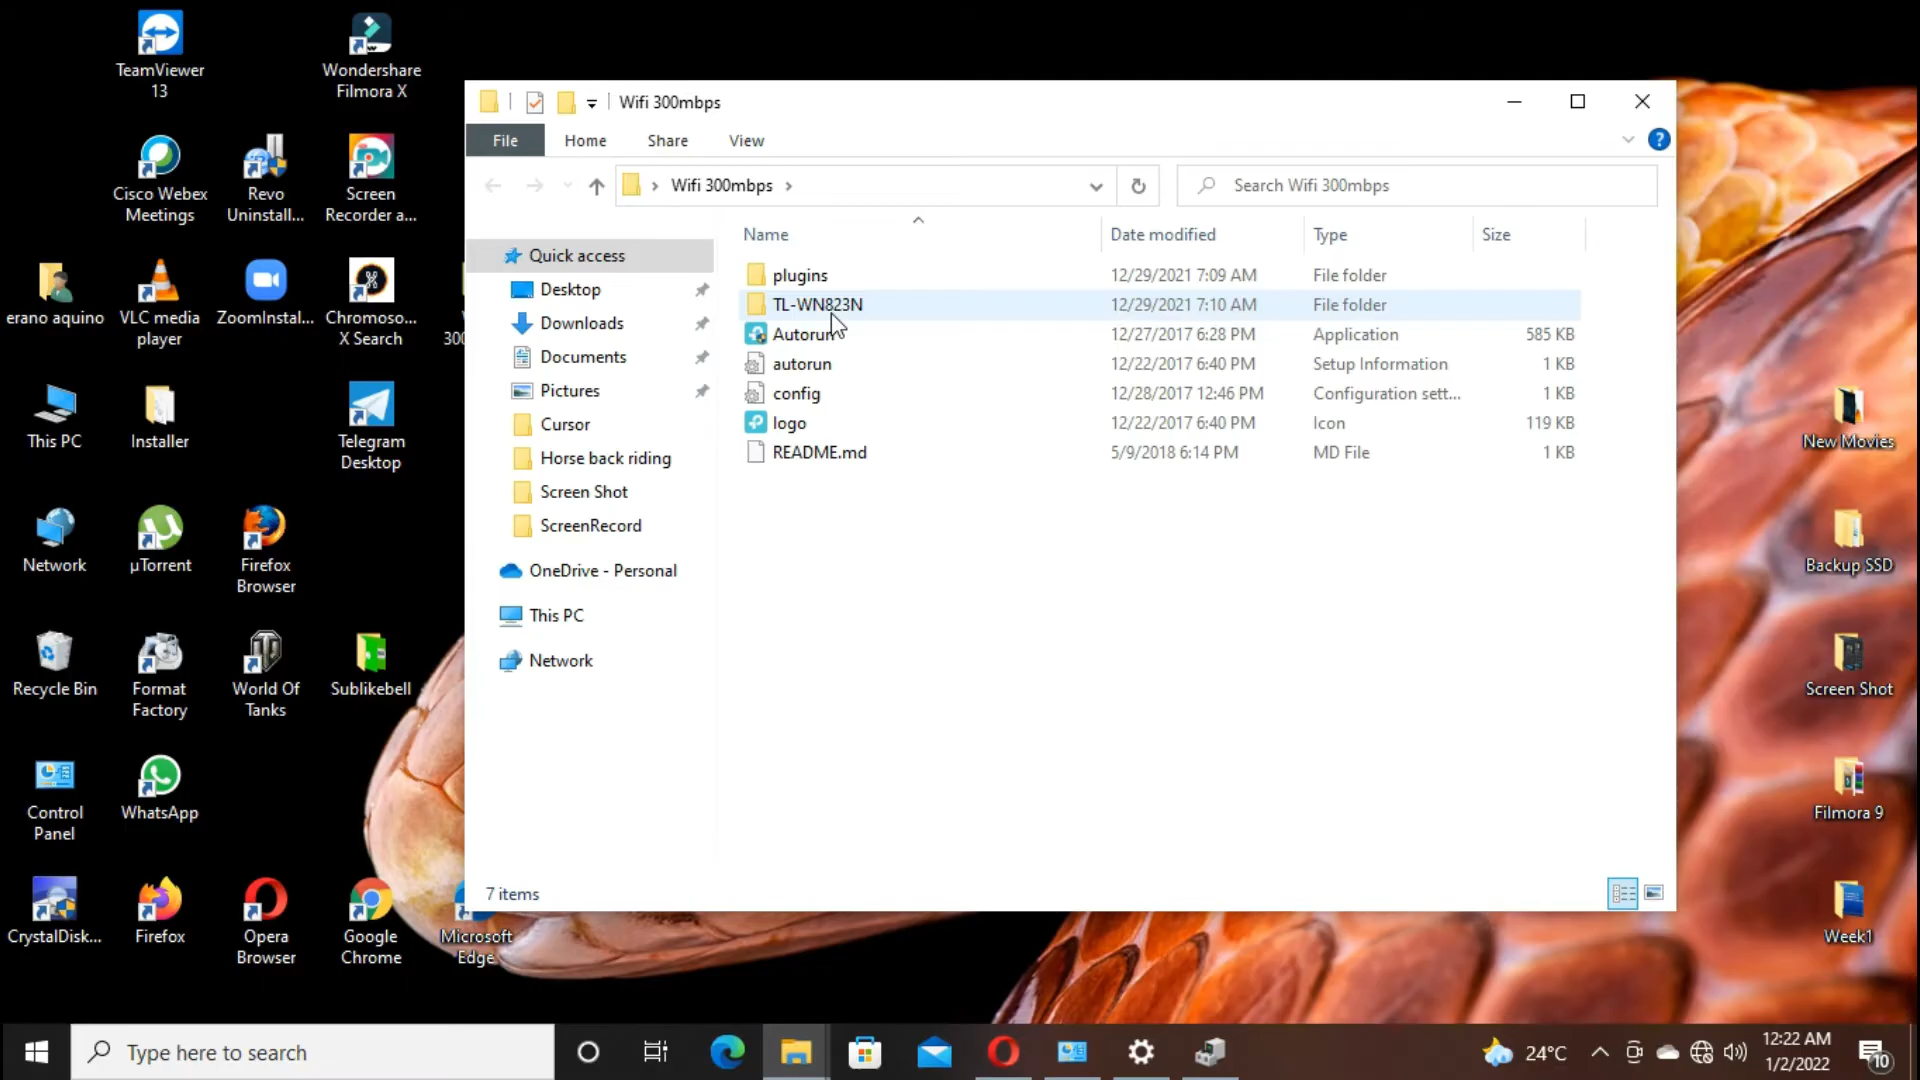 TeamViewer
13
Wondershare
Filmora X
Cisco Webex
Meetings
Revo
Uninstall...
Screen
Recorder a...
erano aquino
VLC media
player
ZoomInstal...
Chromoso...
X Search
This PC
Installer
Telegram
Desktop
Network
µTorrent
Firefox
Browser
Recycle Bin
Format
Factory
World Of
Tanks
Sublikebell
Control
Panel
WhatsApp
CrystalDisk...
Firefox
Opera
Browser
Google
Chrome
Microsoft
Edge
Wifi 300mbps
File
Home
Share
View
?
Wifi 300mbps
Search Wifi 300mbps
Quick access
Desktop
Downloads
Documents
Pictures
Cursor
Horse back riding
Screen Shot
ScreenRecord
OneDrive - Personal
This PC
Network
Name Date modified Type Size
plugins 12/29/2021 7:09 AM File folder
TL-WN823N 12/29/2021 7:10 AM File folder
Autorun 12/27/2017 6:28 PM Application 585 KB
autorun 12/22/2017 6:40 PM Setup Information 1 KB
config 12/28/2017 12:46 PM Configuration sett... 1 KB
logo 12/22/2017 6:40 PM Icon 119 KB
README.md 5/9/2018 6:14 PM MD File 1 KB
7 items
New Movies
Backup SSD
Screen Shot
Filmora 9
Week1
Type here to search
24°C
12:22 AM
1/2/2022
10